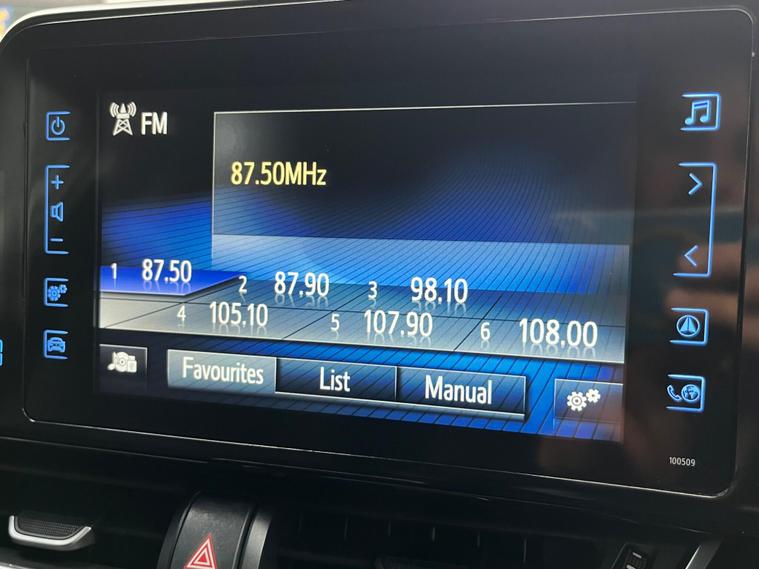 FM
87.50MHz
1 87.50 2 87.90 3 98.10
4 105.10 5 107.90 6 108.00
Favourites List Manual
100509